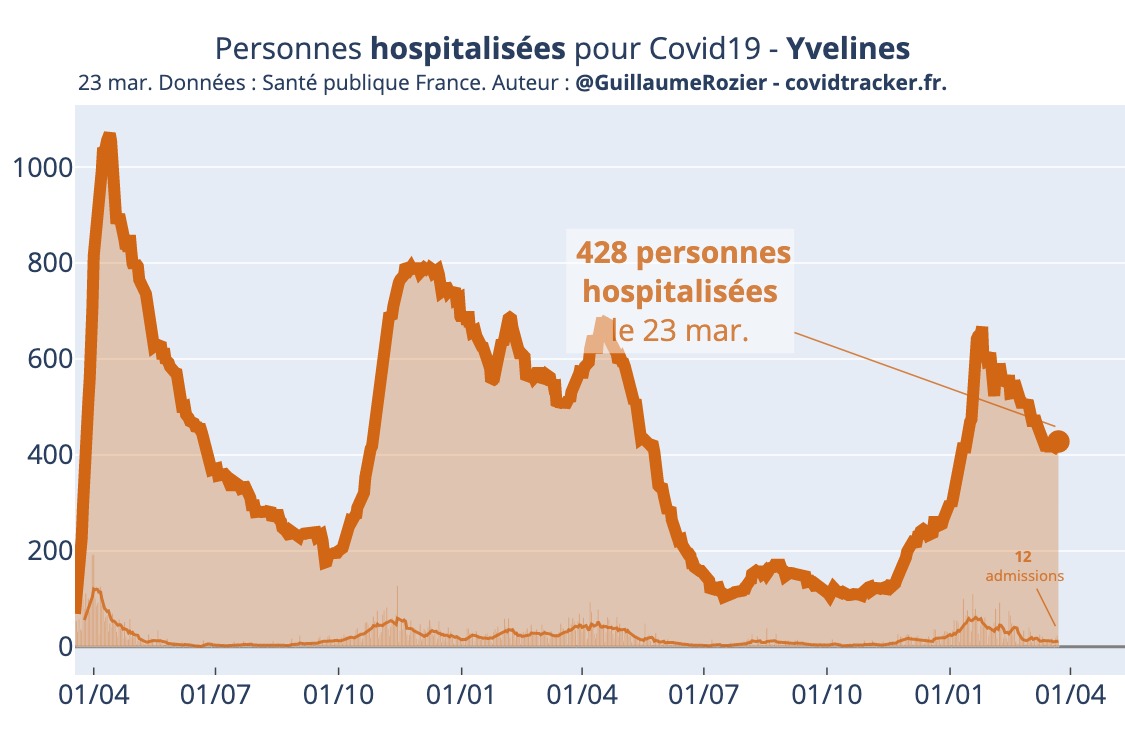 Personnes hospitalisées pour Covid19 - Yvelines
23 mar. Données : Santé publique France. Auteur : @GuillaumeRozier - covidtracker.fr.
1000
800
600
400
200
0
428 personnes
hospitalisées
le 23 mar.
12
admissions
01/04
01/07
01/10
01/01
01/04
01/07
01/10
01/01
01/04